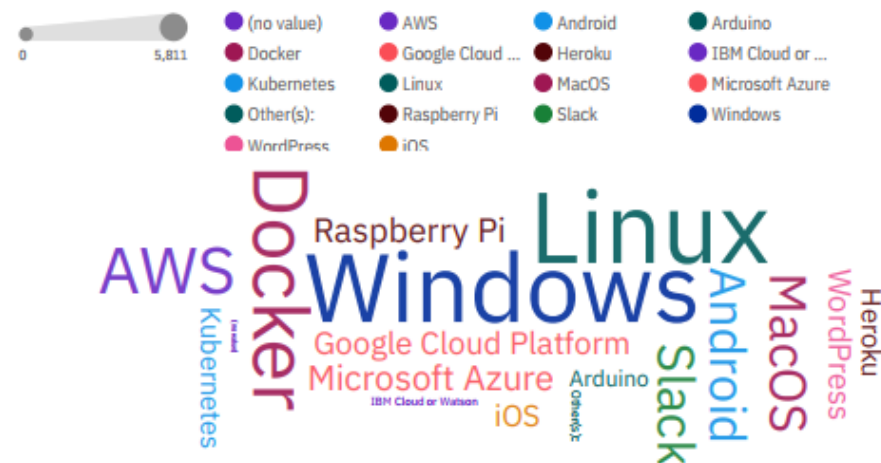 0
5,811
(no value)
AWS
Android
Arduino
Docker
Google Cloud ...
Heroku
IBM Cloud or ...
Kubernetes
Linux
MacOS
Microsoft Azure
Other(s):
Raspberry Pi
Slack
Windows
WordPress
iOS
Docker
Raspberry Pi
Linux
AWS
Windows
Android
MacOS
WordPress
Heroku
Kubernetes
(no value)
Google Cloud Platform
Slack
Microsoft Azure
Arduino
IBM Cloud or Watson
Other(s):
iOS